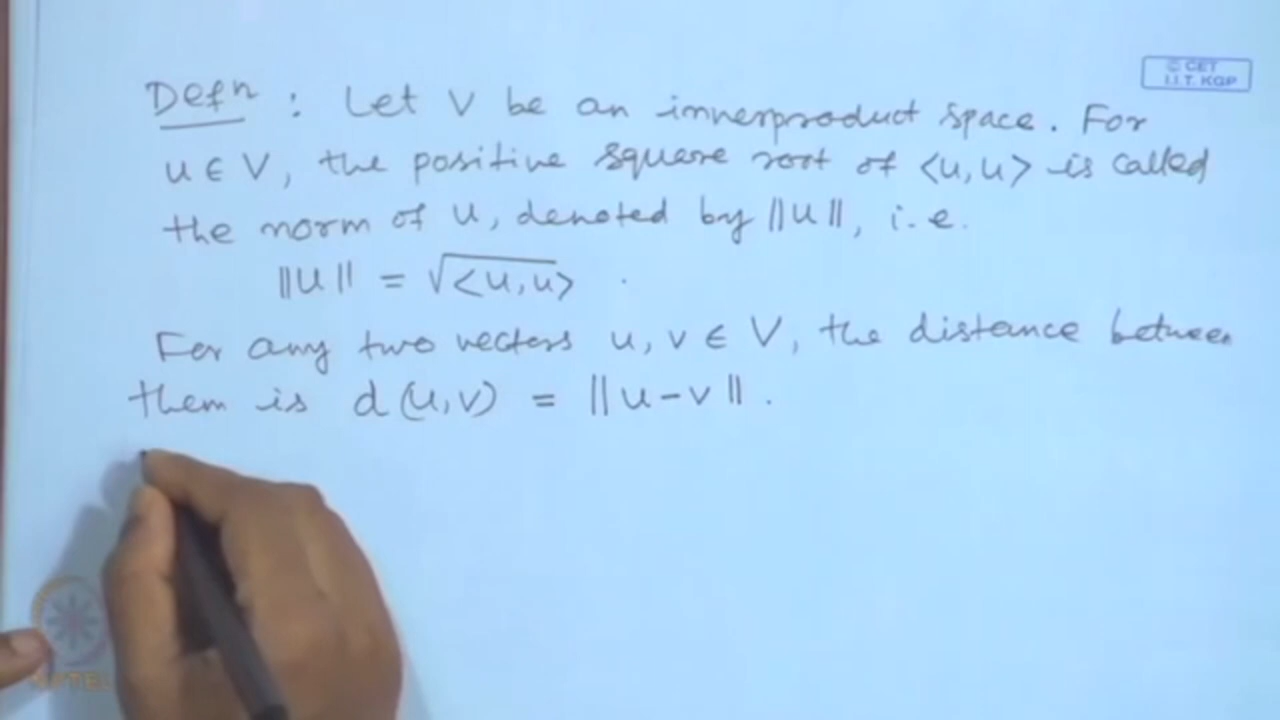 © CET
I.I.T. KGP
Defn : Let V be an innerproduct space. For
u ∈ V, the positive square root of <u,u> is called
the norm of u, denoted by ||u||, i.e.
||u|| = √<u,u> .
For any two vectors u, v ∈ V, the distance between
them is d(u,v) = ||u-v|| .
NPTEL